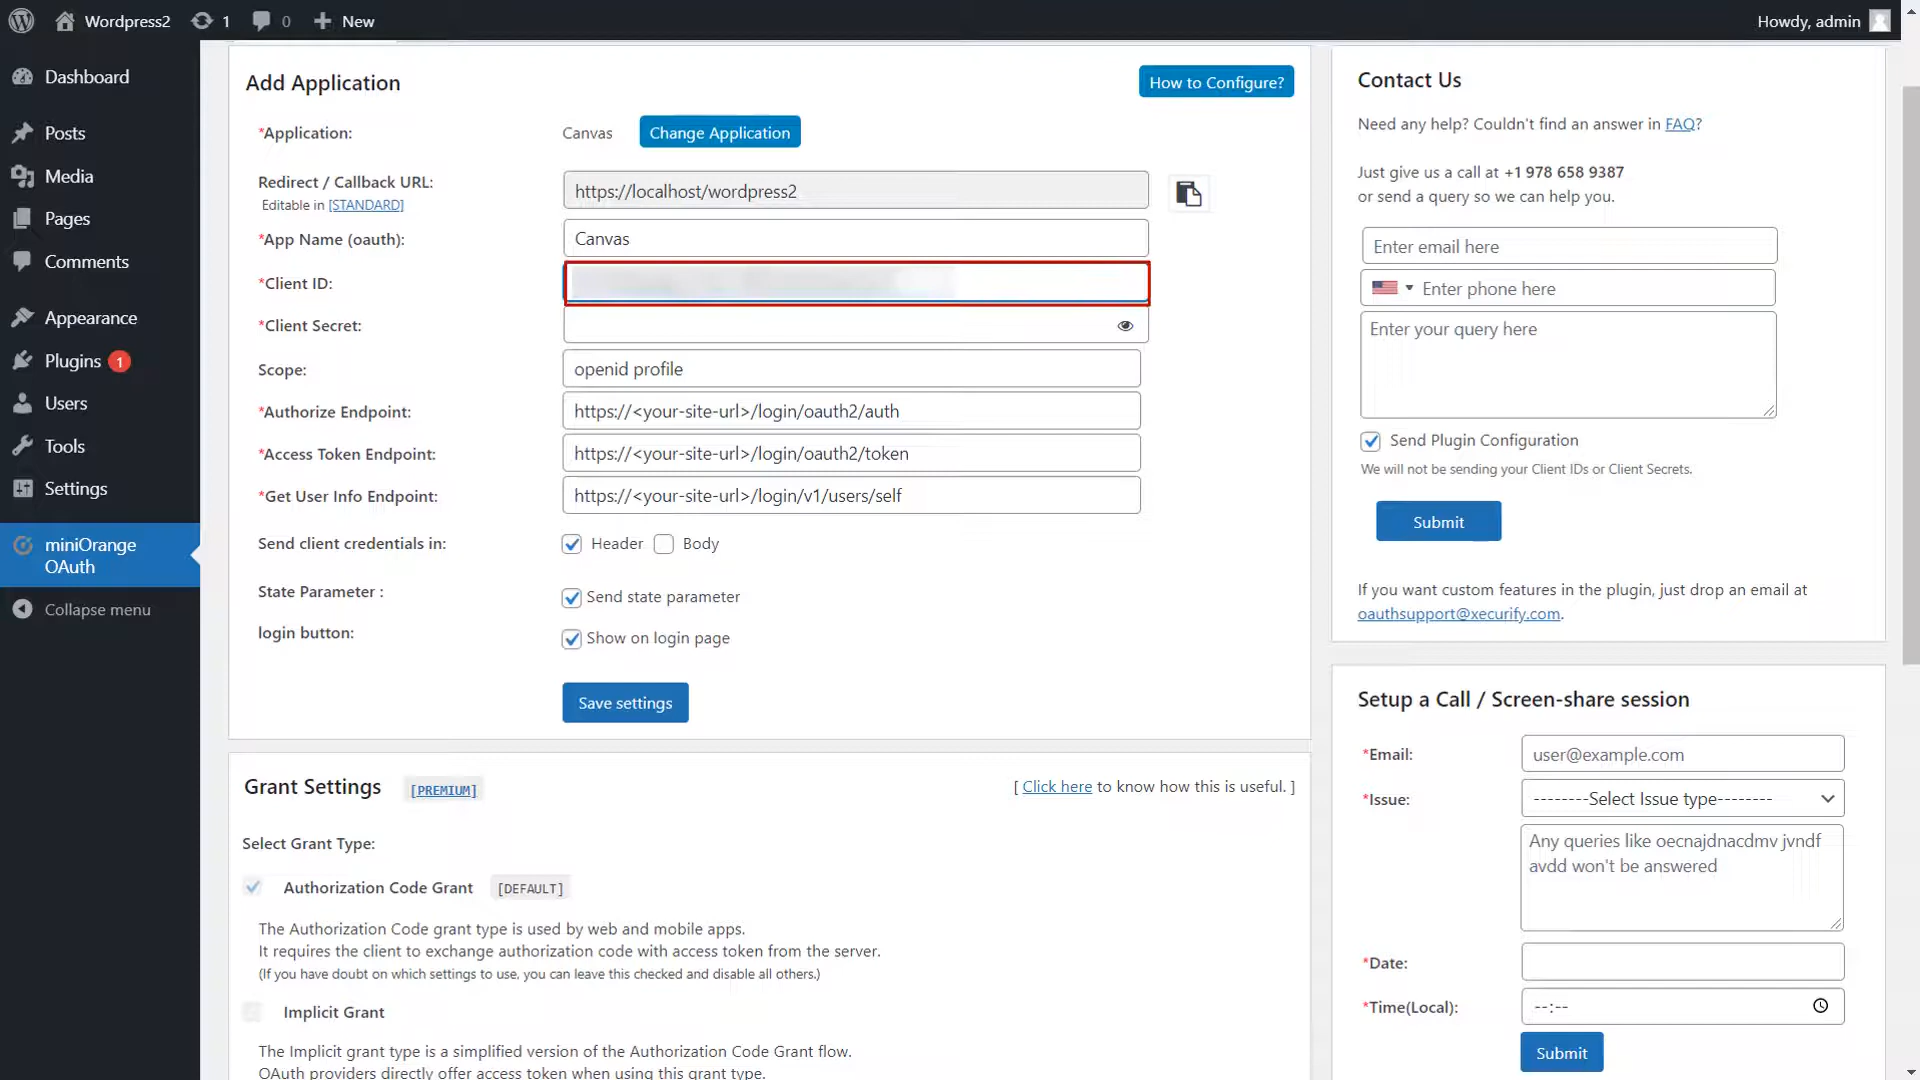 Wordpress2
1
0
New
Howdy, admin
Dashboard
Posts
Media
Pages
Comments
Appearance
Plugins 1
Users
Tools
Settings
miniOrange
OAuth
Collapse menu
Add Application
How to Configure?
*Application:
Canvas
Change Application
Redirect / Callback URL:
Editable in [STANDARD]
https://localhost/wordpress2
*App Name (oauth):
Canvas
*Client ID:
*Client Secret:
Scope:
openid profile
*Authorize Endpoint:
https://<your-site-url>/login/oauth2/auth
*Access Token Endpoint:
https://<your-site-url>/login/oauth2/token
*Get User Info Endpoint:
https://<your-site-url>/login/v1/users/self
Send client credentials in:
Header
Body
State Parameter :
Send state parameter
login button:
Show on login page
Save settings
Grant Settings
[PREMIUM]
[ Click here to know how this is useful. ]
Select Grant Type:
Authorization Code Grant
[DEFAULT]
The Authorization Code grant type is used by web and mobile apps.
It requires the client to exchange authorization code with access token from the server.
(If you have doubt on which settings to use, you can leave this checked and disable all others.)
Implicit Grant
The Implicit grant type is a simplified version of the Authorization Code Grant flow.
OAuth providers directly offer access token when using this grant type.
Contact Us
Need any help? Couldn't find an answer in FAQ?
Just give us a call at +1 978 658 9387
or send a query so we can help you.
Enter email here
Enter phone here
Enter your query here
Send Plugin Configuration
We will not be sending your Client IDs or Client Secrets.
Submit
If you want custom features in the plugin, just drop an email at
oauthsupport@xecurify.com.
Setup a Call / Screen-share session
*Email:
user@example.com
*Issue:
--------Select Issue type--------
Any queries like oecnajdnacdmv jvndf
avdd won't be answered
*Date:
*Time(Local):
--:--
Submit